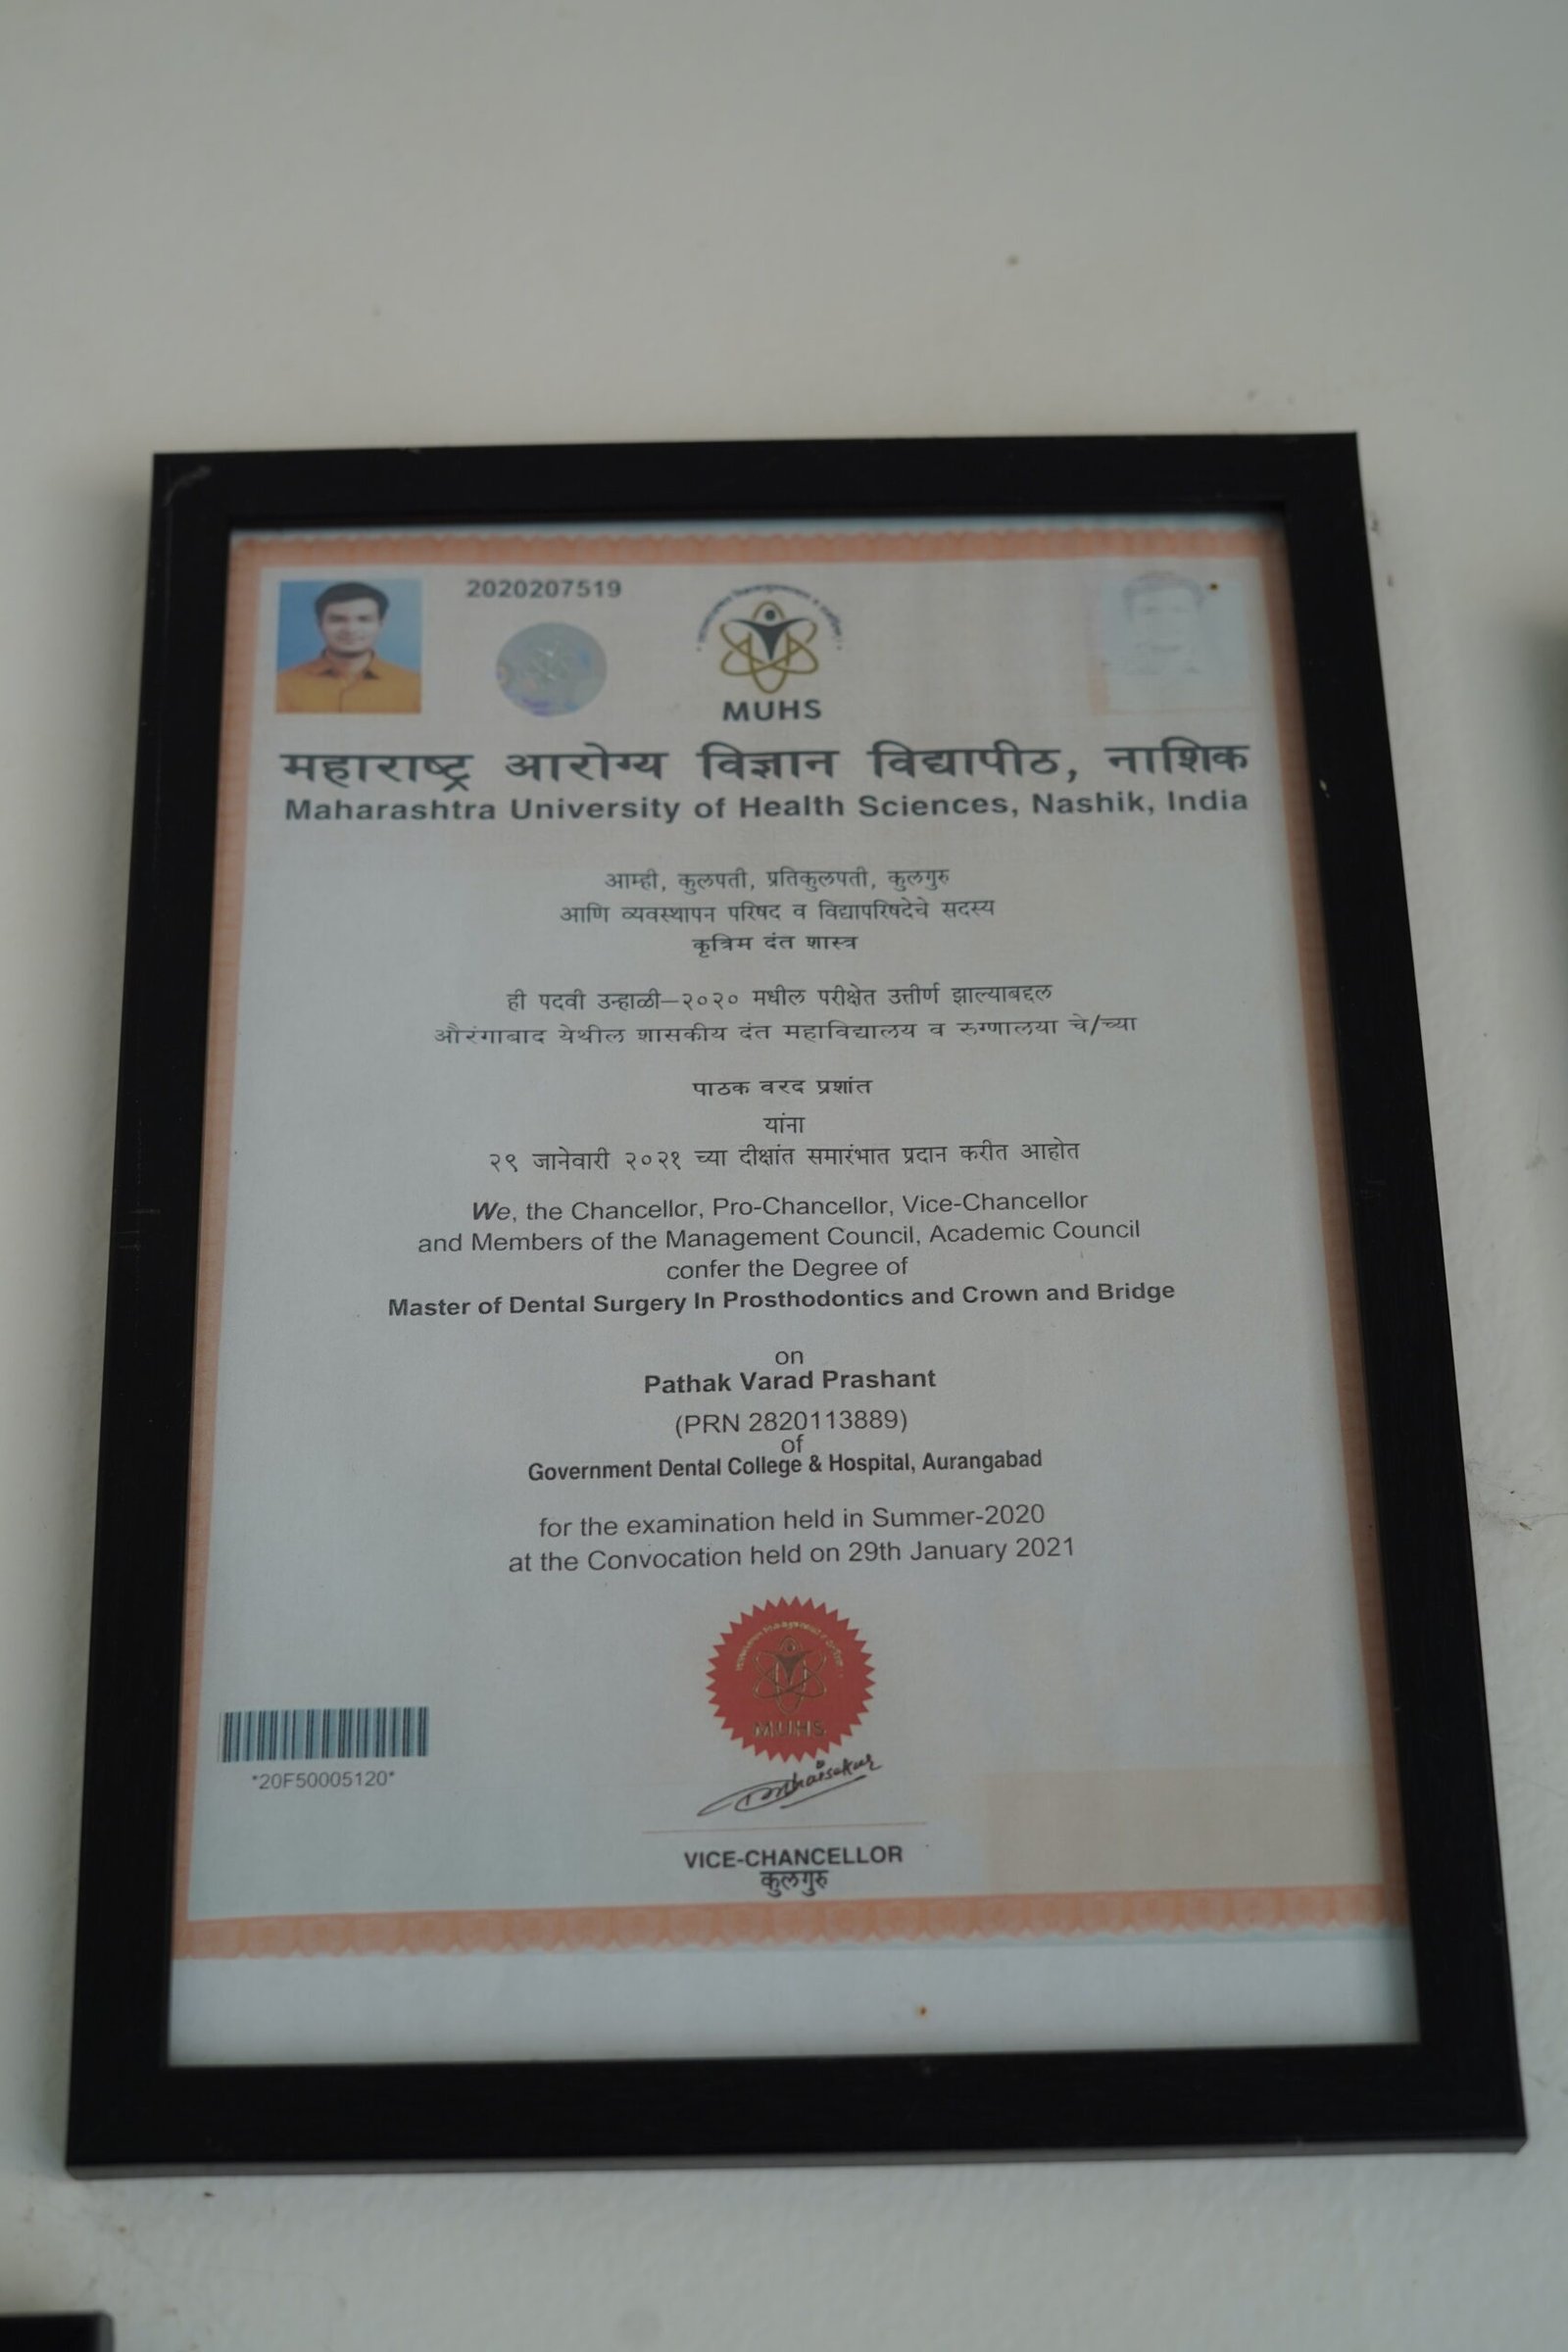 2020207519
MUHS
महाराष्ट्र आरोग्य विज्ञान विद्यापीठ, नाशिक
Maharashtra University of Health Sciences, Nashik, India
आम्ही, कुलपती, प्रतिकुलपती, कुलगुरु
आणि व्यवस्थापन परिषद व विद्यापरिषदेचे सदस्य
कृत्रिम दंत शास्त्र
ही पदवी उन्हाळी-२०२० मधील परीक्षेत उत्तीर्ण झाल्याबद्दल
औरंगाबाद येथील शासकीय दंत महाविद्यालय व रुग्णालया चे/च्या
पाठक वरद प्रशांत
यांना
२९ जानेवारी २०२१ च्या दीक्षांत समारंभात प्रदान करीत आहोत
We, the Chancellor, Pro-Chancellor, Vice-Chancellor
and Members of the Management Council, Academic Council
confer the Degree of
Master of Dental Surgery In Prosthodontics and Crown and Bridge
on
Pathak Varad Prashant
(PRN 2820113889)
of
Government Dental College & Hospital, Aurangabad
for the examination held in Summer-2020
at the Convocation held on 29th January 2021
MUHS
*20F50005120*
VICE-CHANCELLOR
कुलगुरु